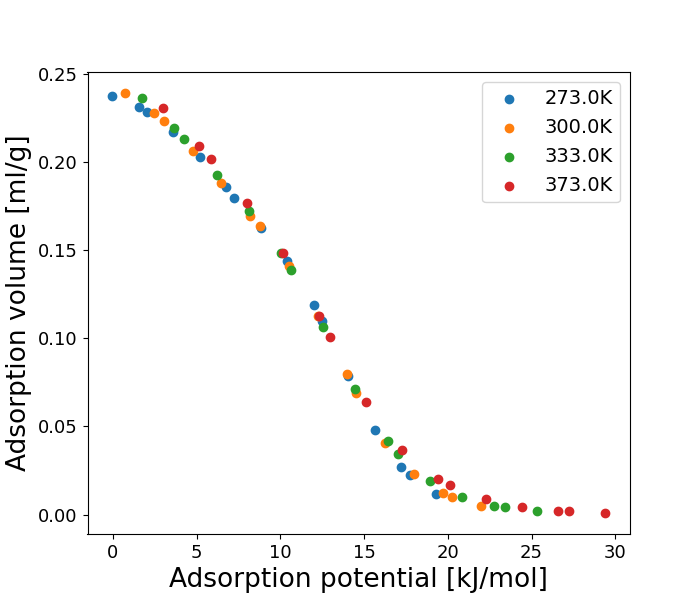 0.25
0.20
0.15
0.10
0.05
0.00
Adsorption volume [ml/g]
273.0K
300.0K
333.0K
373.0K
0 5 10 15 20 25 30
Adsorption potential [kJ/mol]